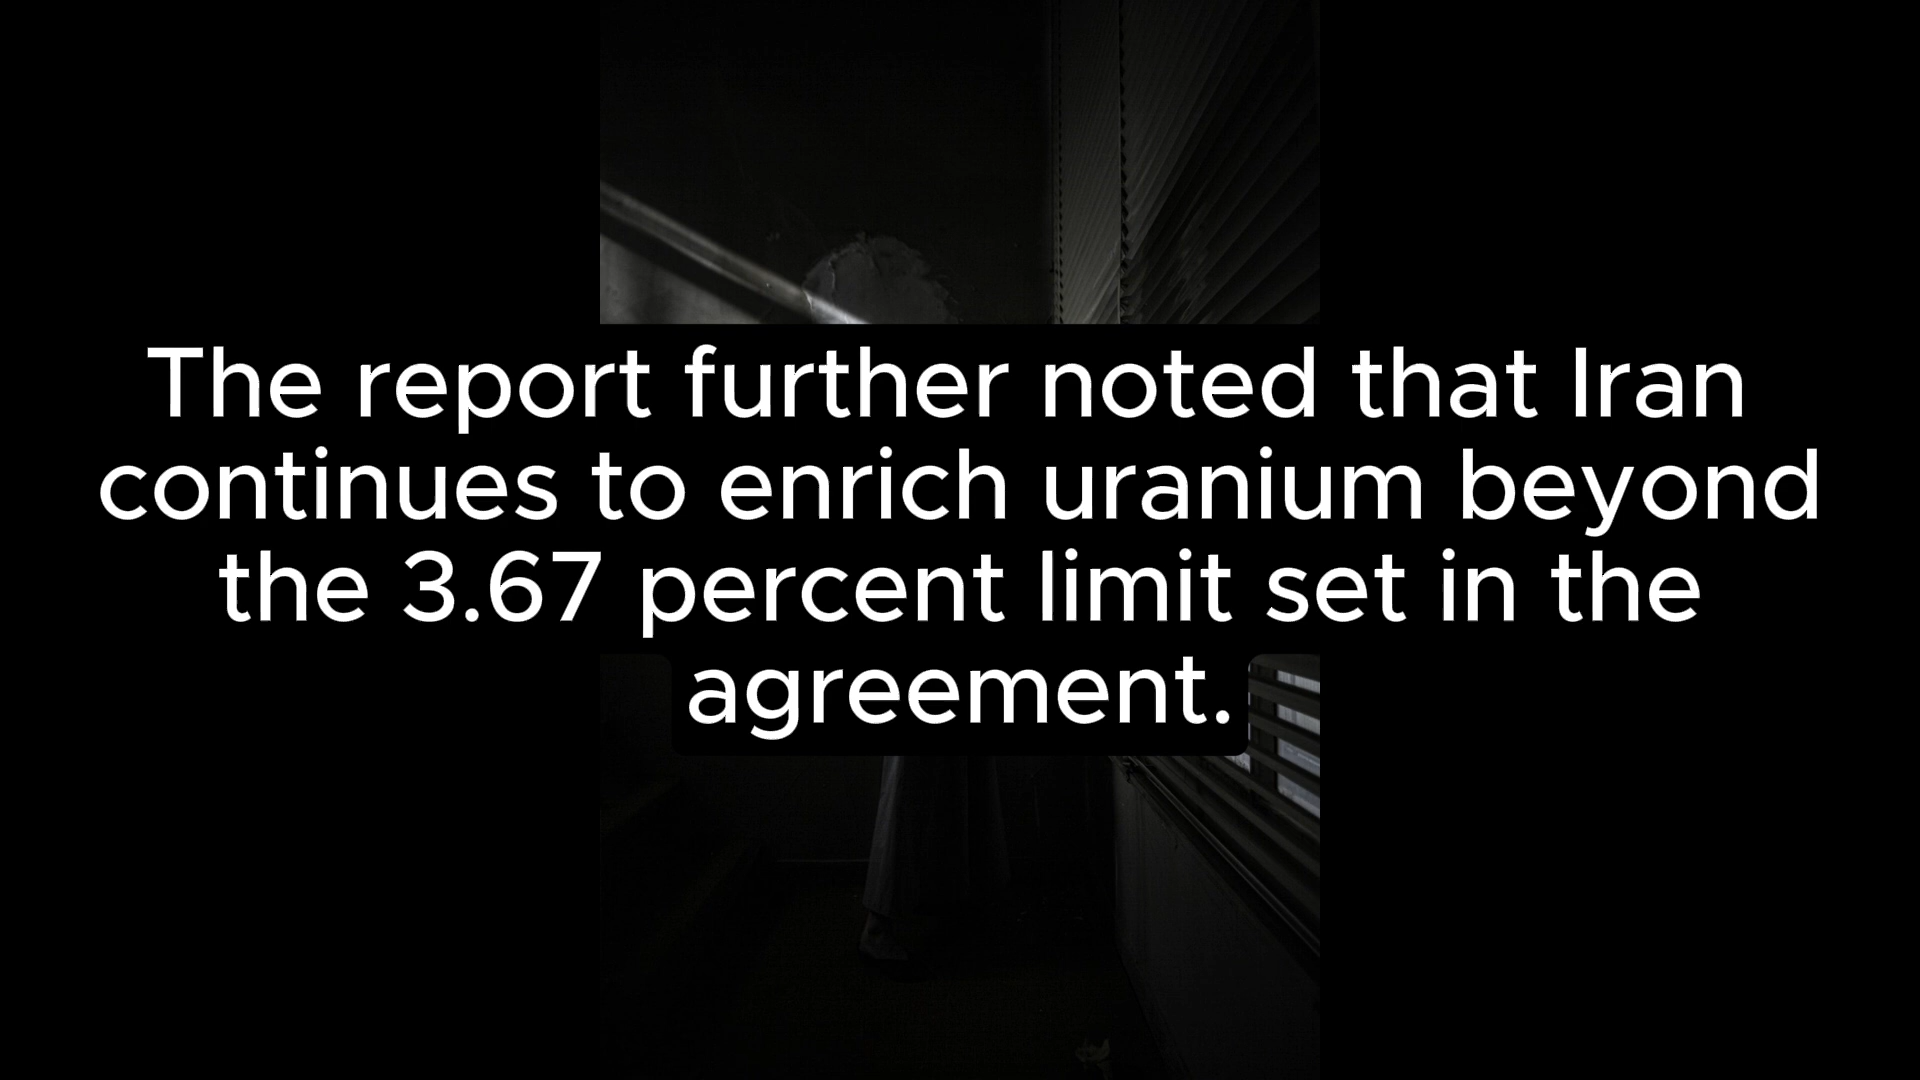 The report further noted that Iran
continues to enrich uranium beyond
the 3.67 percent limit set in the
agreement.